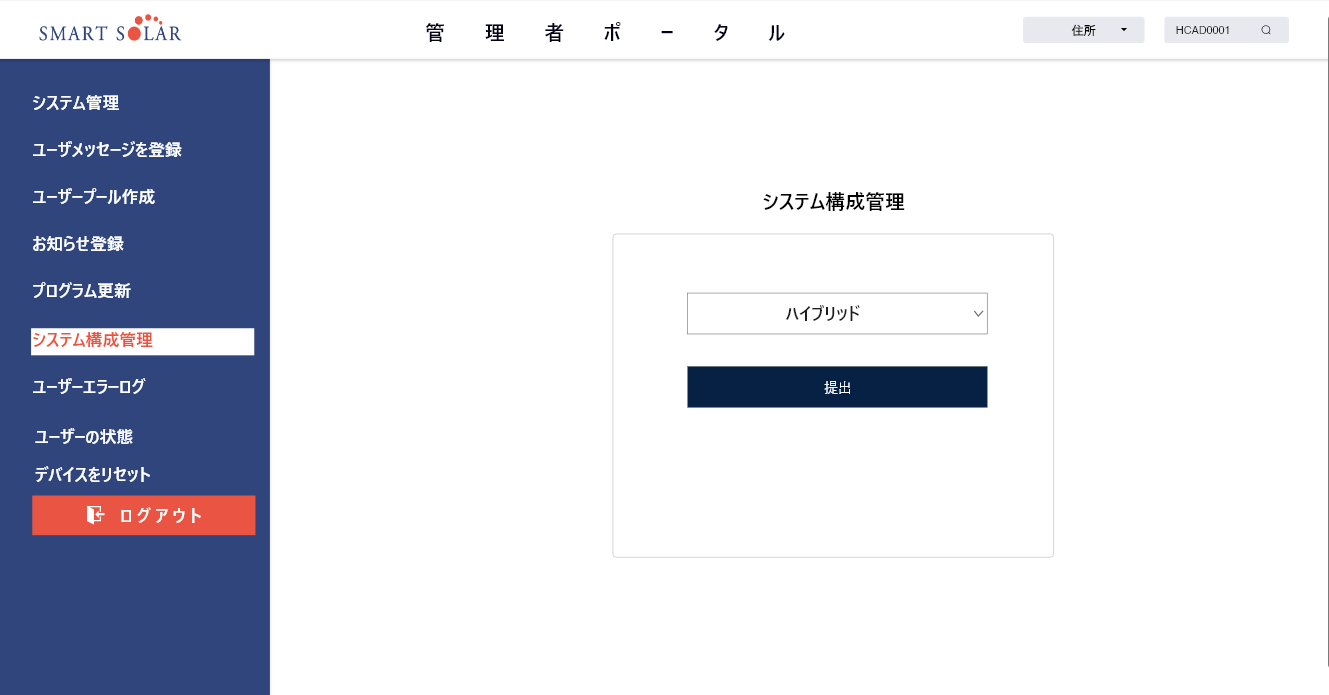 SMART SOLAR
管理者ポータル
住所
HCAD0001
システム管理
ユーザメッセージを登録
ユーザープール作成
お知らせ登録
プログラム更新
システム構成管理
ユーザーエラーログ
ユーザーの状態
デバイスをリセット
ログアウト
システム構成管理
ハイブリッド
提出